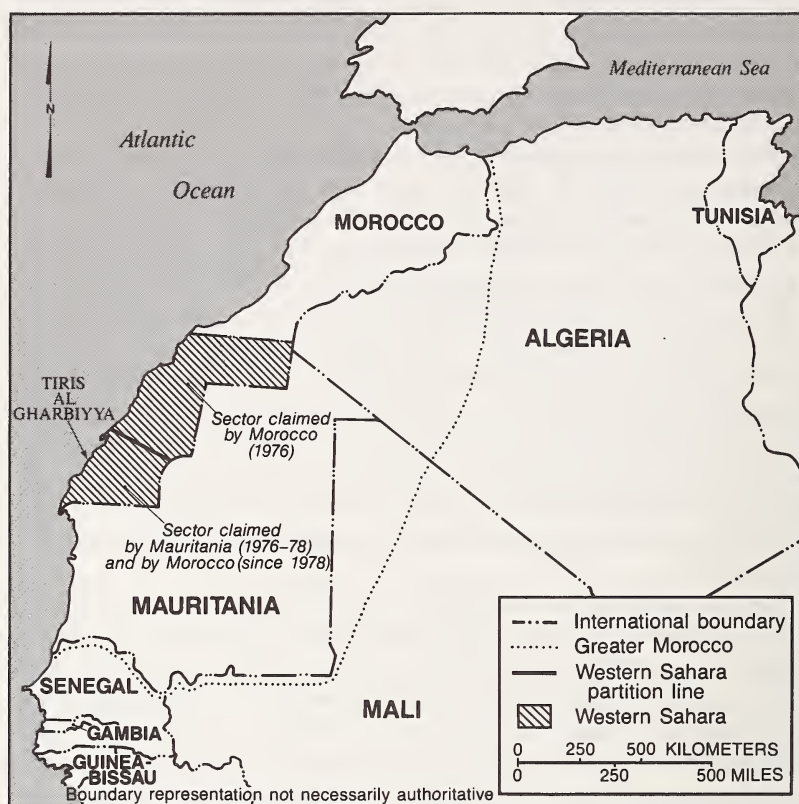 Mediterranean Sea
N
Atlantic
Ocean
MOROCCO
TUNISIA
ALGERIA
TIRIS
AL
GHARBIYYA
Sector claimed
by Morocco
(1976)
Sector claimed
by Mauritania (1976-78)
and by Morocco (since 1978)
MAURITANIA
SENEGAL
MALI
GAMBIA
GUINEA-
BISSAU
International boundary
Greater Morocco
Western Sahara
partition line
Western Sahara
0 250 500 KILOMETERS
0 250 500 MILES
Boundary representation not necessarily authoritative